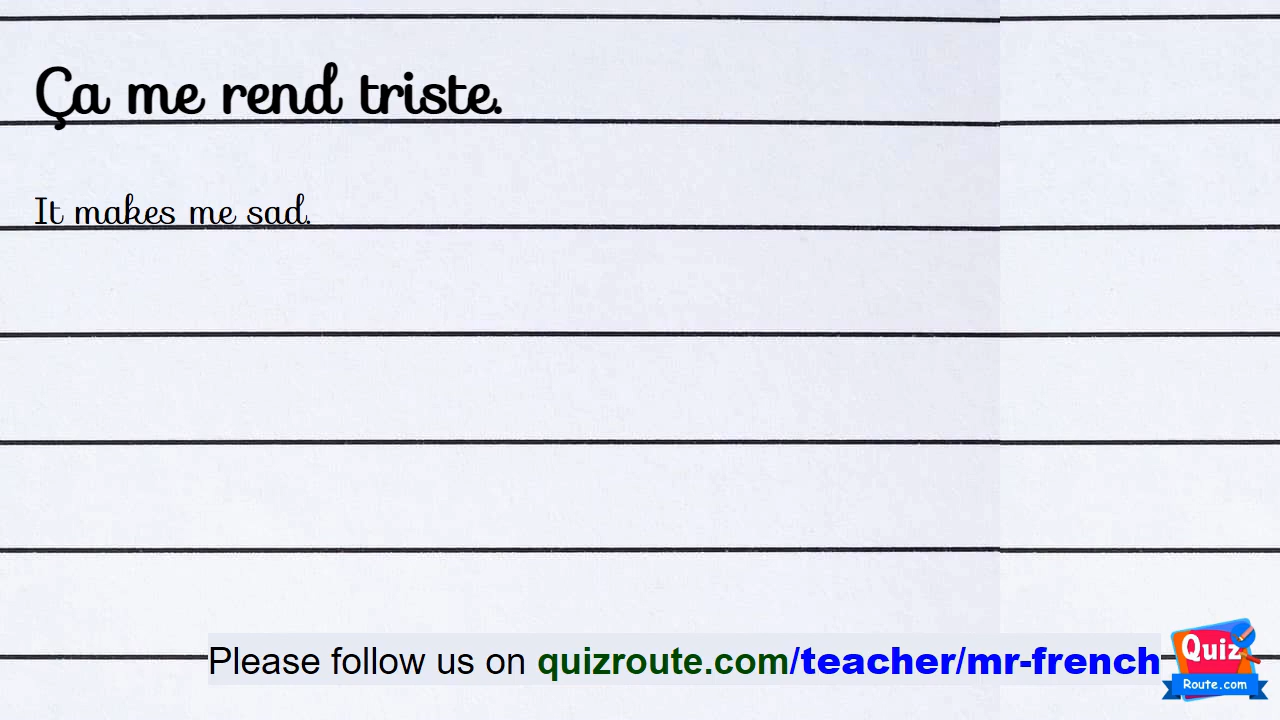 Ça me rend triste.
It makes me sad.
Please follow us on quizroute.com/teacher/mr-french
Quiz
Route.com